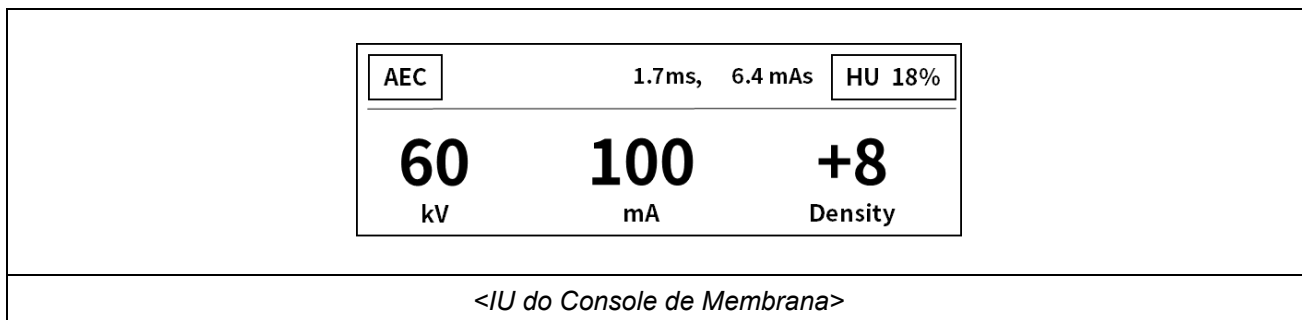 AEC 1.7ms, 6.4 mAs HU 18%
60 100 +8
kV mA Density
<IU do Console de Membrana>